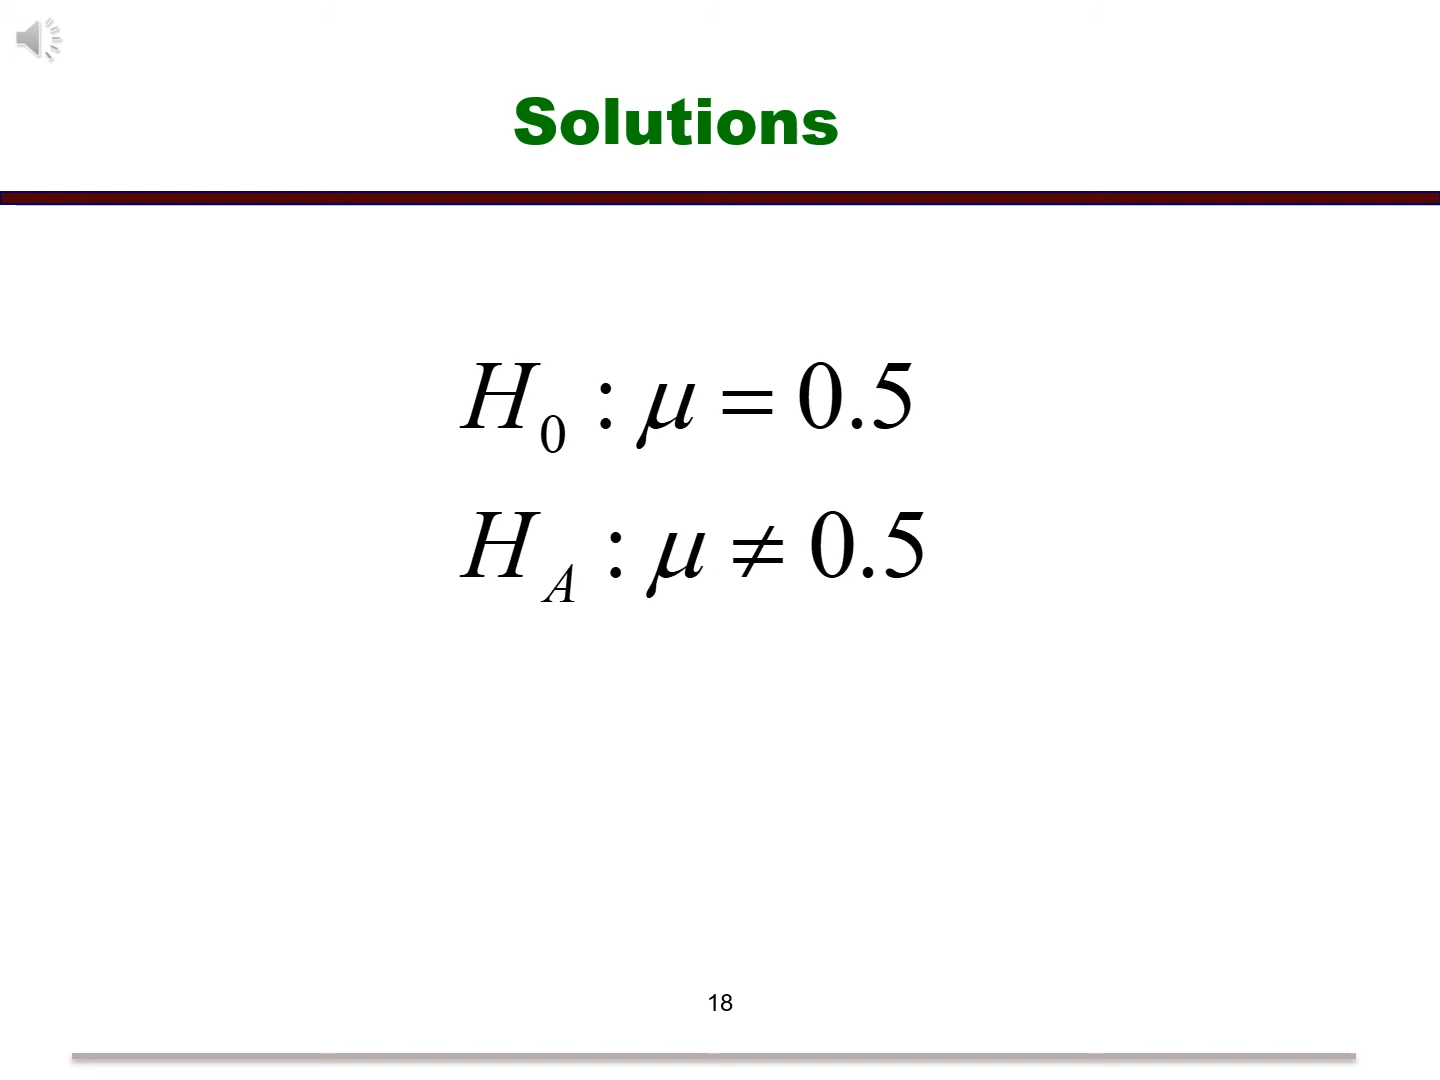 Solutions
H₀ : μ = 0.5
H_A : μ ≠ 0.5
18